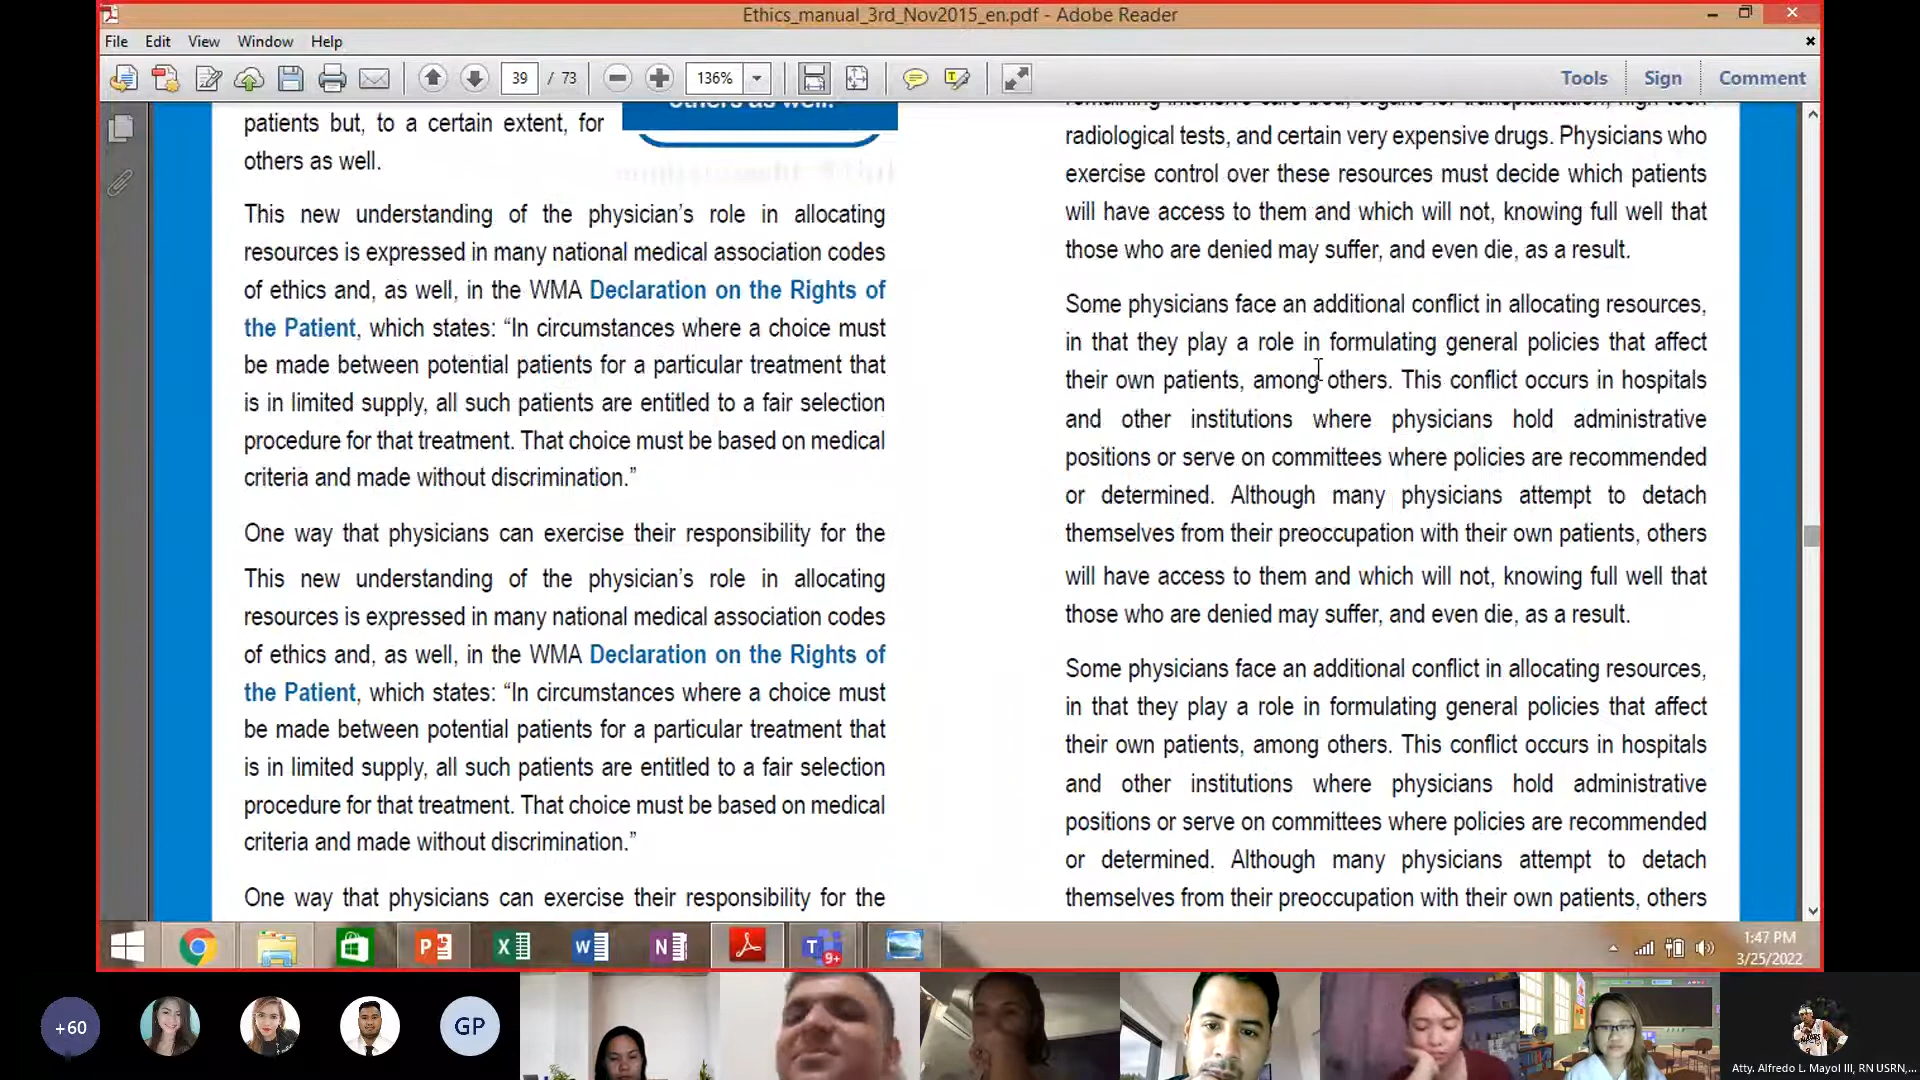 Ethics_manual_3rd_Nov2015_en.pdf - Adobe Reader
File Edit View Window Help
39 / 73 136% Tools Sign Comment
others as well.
patients but, to a certain extent, for
others as well.
This new understanding of the physician’s role in allocating
resources is expressed in many national medical association codes
of ethics and, as well, in the WMA Declaration on the Rights of
the Patient, which states: “In circumstances where a choice must
be made between potential patients for a particular treatment that
is in limited supply, all such patients are entitled to a fair selection
procedure for that treatment. That choice must be based on medical
criteria and made without discrimination.”
One way that physicians can exercise their responsibility for the
This new understanding of the physician’s role in allocating
resources is expressed in many national medical association codes
of ethics and, as well, in the WMA Declaration on the Rights of
the Patient, which states: “In circumstances where a choice must
be made between potential patients for a particular treatment that
is in limited supply, all such patients are entitled to a fair selection
procedure for that treatment. That choice must be based on medical
criteria and made without discrimination.”
One way that physicians can exercise their responsibility for the
remaining intensive care bed, organs for transplantation, high-tech
radiological tests, and certain very expensive drugs. Physicians who
exercise control over these resources must decide which patients
will have access to them and which will not, knowing full well that
those who are denied may suffer, and even die, as a result.
Some physicians face an additional conflict in allocating resources,
in that they play a role in formulating general policies that affect
their own patients, among others. This conflict occurs in hospitals
and other institutions where physicians hold administrative
positions or serve on committees where policies are recommended
or determined. Although many physicians attempt to detach
themselves from their preoccupation with their own patients, others
will have access to them and which will not, knowing full well that
those who are denied may suffer, and even die, as a result.
Some physicians face an additional conflict in allocating resources,
in that they play a role in formulating general policies that affect
their own patients, among others. This conflict occurs in hospitals
and other institutions where physicians hold administrative
positions or serve on committees where policies are recommended
or determined. Although many physicians attempt to detach
themselves from their preoccupation with their own patients, others
9+
1:47 PM
3/25/2022
+60
GP
Atty. Alfredo L. Mayol III, RN USRN,...